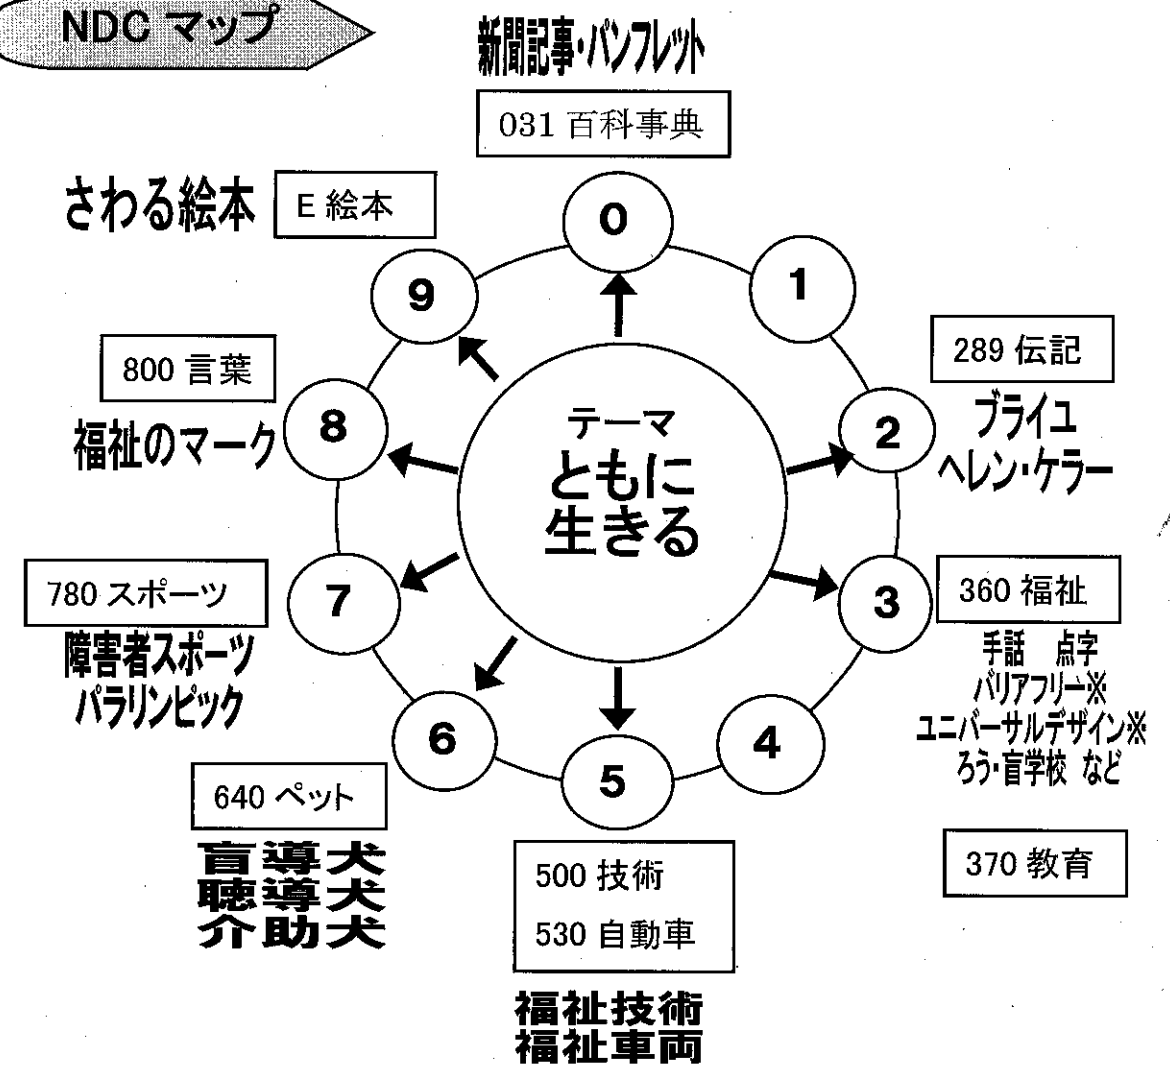 NDC マップ
新聞記事・パンフレット
031 百科事典
0
1
289 伝記
2
ブライユ
ヘレン・ケラー
3
360 福祉
手話 点字
バリアフリー※
ユニバーサルデザイン※
ろう・盲学校 など
370 教育
4
5
500 技術
530 自動車
福祉技術
福祉車両
6
640 ペット
盲導犬
聴導犬
介助犬
7
780 スポーツ
障害者スポーツ
パラリンピック
8
800 言葉
福祉のマーク
9
さわる絵本
E 絵本
テーマ
ともに
生きる